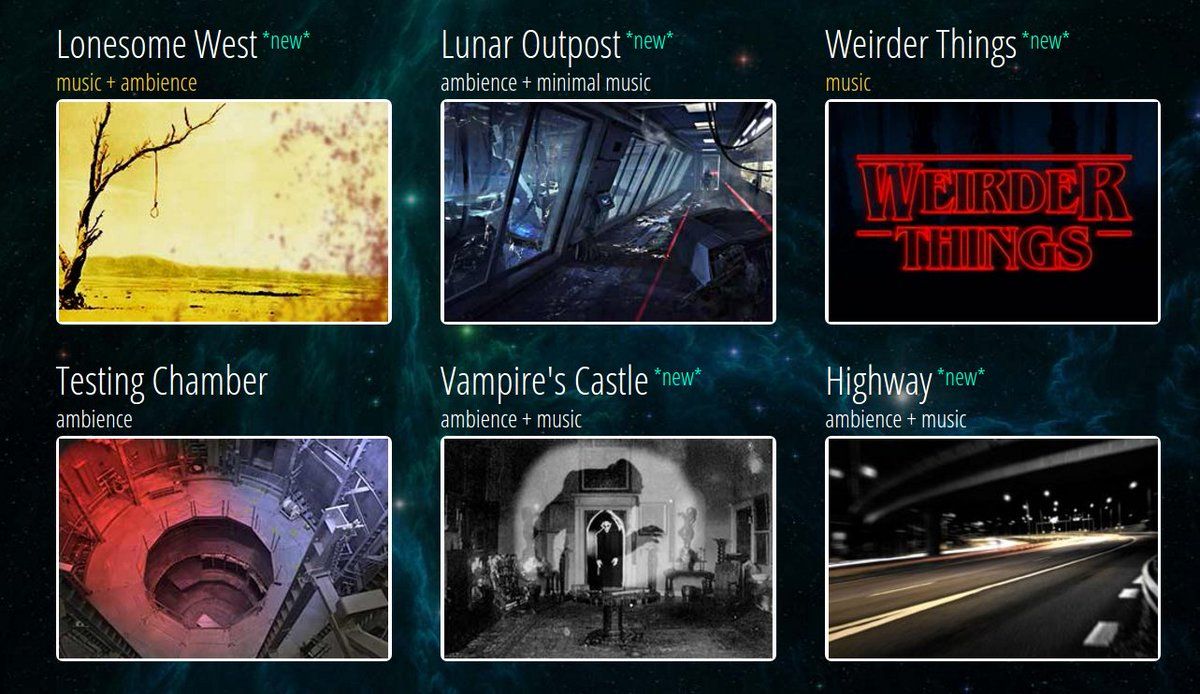 Lonesome West *new*
music + ambience
Lunar Outpost *new*
ambience + minimal music
Weirder Things *new*
music
WEIRDER
THINGS
Testing Chamber
ambience
Vampire's Castle *new*
ambience + music
Highway *new*
ambience + music